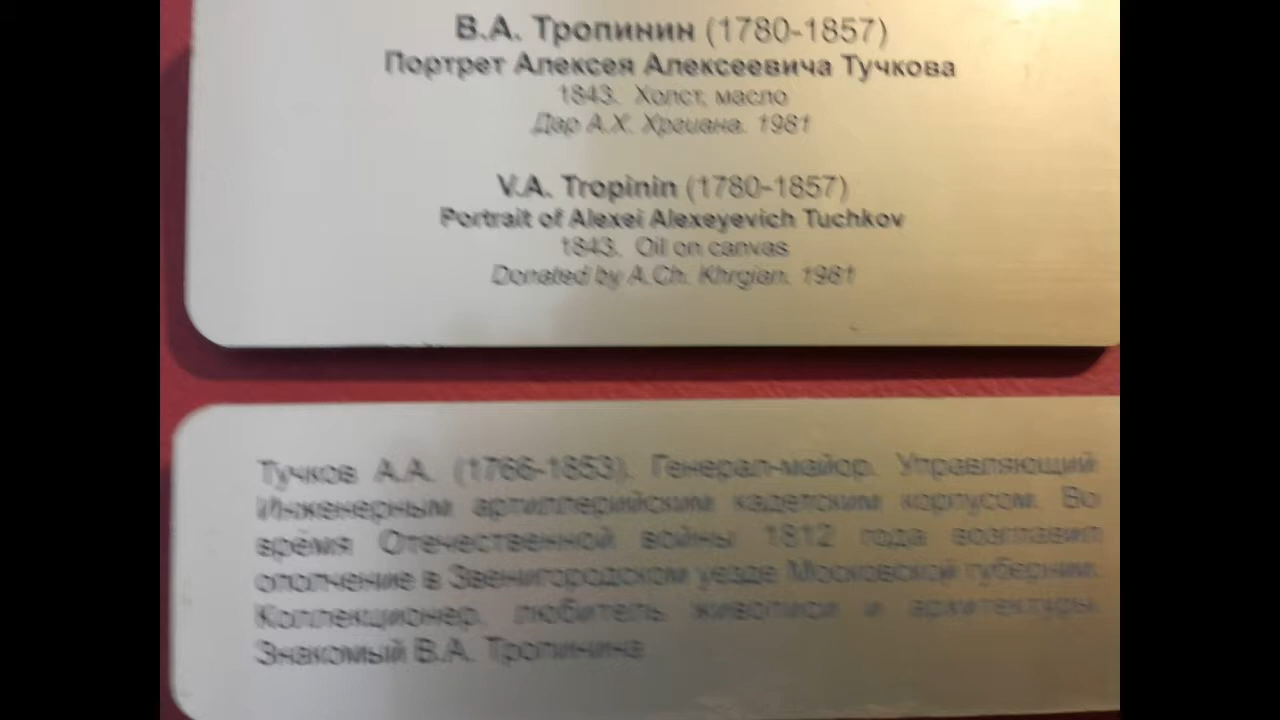 В.А. Тропинин (1780-1857)
Портрет Алексея Алексеевича Тучкова
1843. Холст, масло
Дар А.Х. Хргиана. 1981
V.A. Tropinin (1780-1857)
Portrait of Alexei Alexeyevich Tuchkov
1843. Oil on canvas
Donated by A.Ch. Khrgian. 1981
Тучков А.А. (1766-1853). Генерал-майор. Управляющий
Инженерным артиллерийским кадетским корпусом. Во
время Отечественной войны 1812 года возглавил
ополчение в Звенигородском уезде Московской губернии.
Коллекционер, любитель живописи и архитектуры.
Знакомый В.А. Тропинина